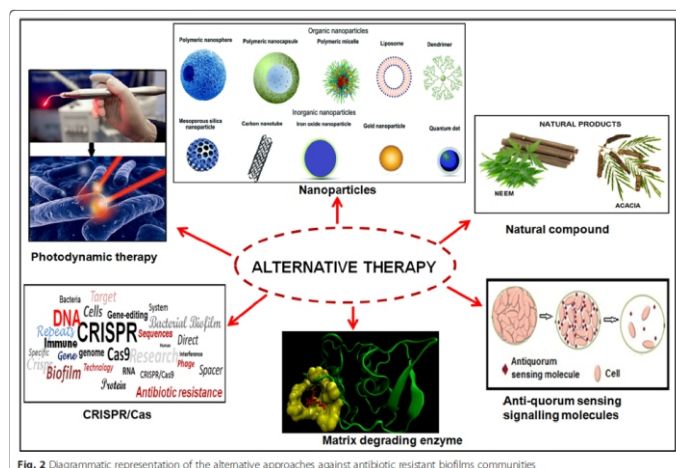 Organic nanoparticles
Polymeric nanosphere
Polymeric nanocapsule
Polymeric micelle
Liposome
Dendrimer
Inorganic nanoparticles
Mesoporous silica
nanoparticle
Carbon nanotube
Iron oxide nanoparticle
Gold nanoparticle
Quantum dot
Nanoparticles
NATURAL PRODUCTS
NEEM
ACACIA
Natural compound
Photodynamic therapy
ALTERNATIVE THERAPY
Bacteria
Target
System
DNA
Cells
Gene-editing
Bacterial Biofilm
Repeats
CRISPR
Sequences
Direct
Immune
Human
Specific
Gene
genome
Cas9
Research
Interference
Crispr
Phage
Spacer
Biofilm
Technology
RNA
CRISPR/Cas9
Protein
Antibiotic resistance
CRISPR/Cas
Matrix degrading enzyme
Antiquorum
sensing molecule
Cell
Anti-quorum sensing
signalling molecules
Fig. 2 Diagrammatic representation of the alternative approaches against antibiotic resistant biofilms communities